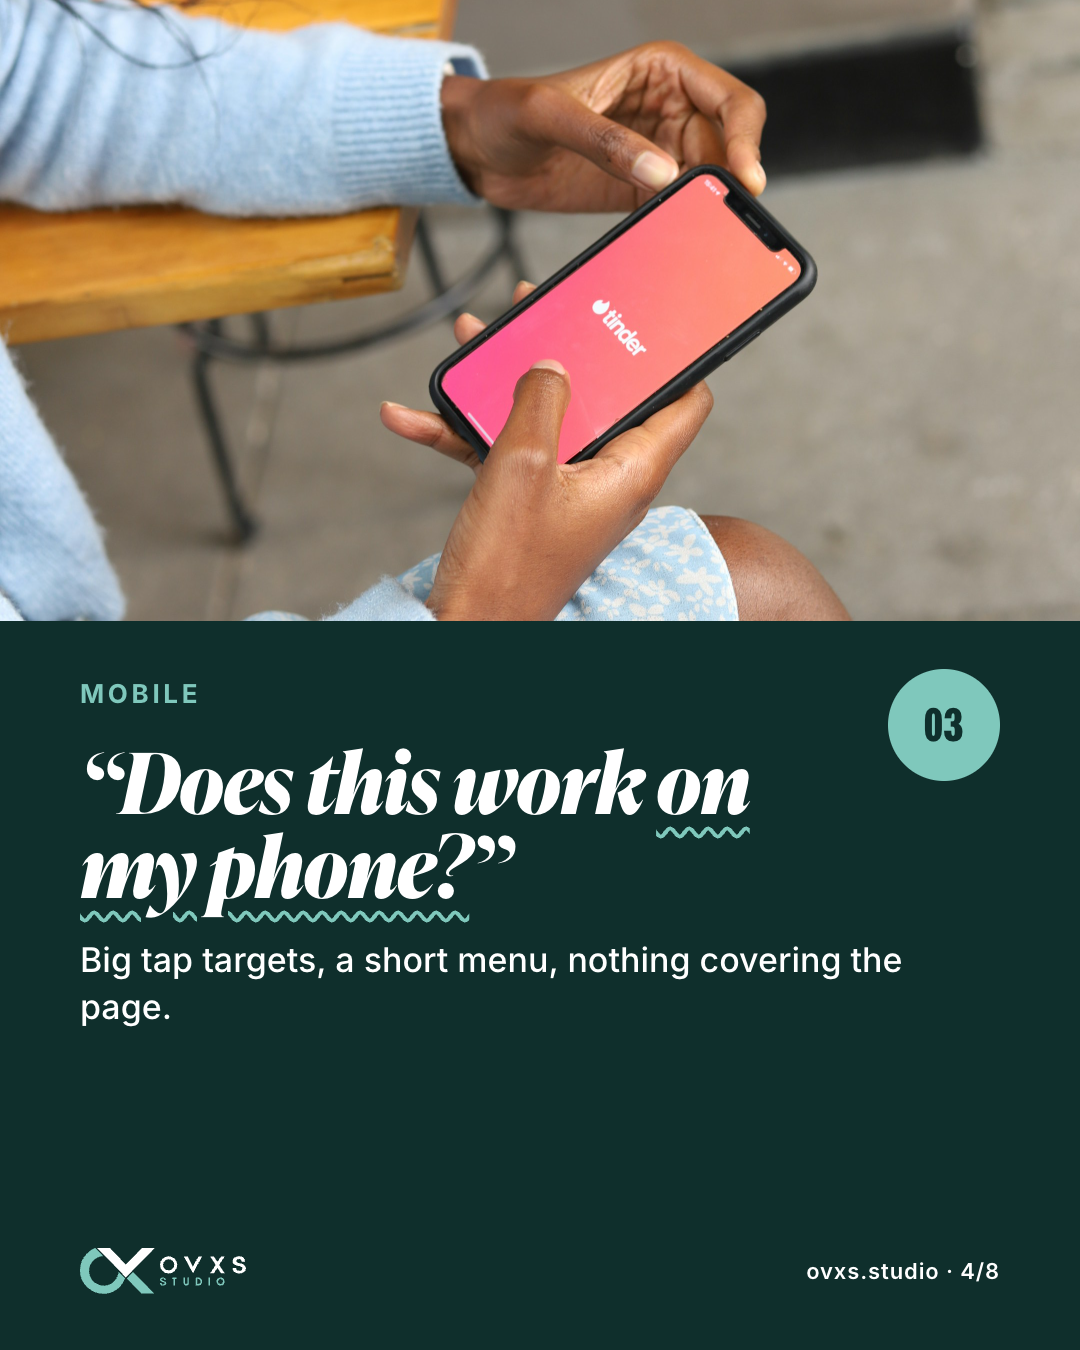 tinder
MOBILE
03
“Does this work on
my phone?”
Big tap targets, a short menu, nothing covering the
page.
OVXS
STUDIO
ovxs.studio · 4/8